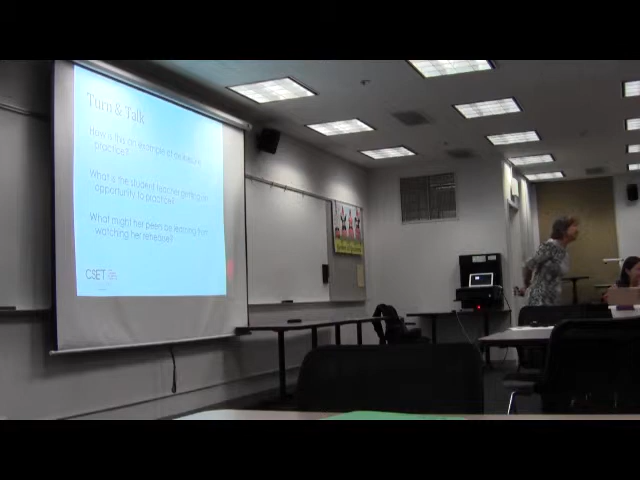 Turn & Talk
How is this an example of deliberate
practice?
What is the student teacher getting an
opportunity to practice?
What might her peers be learning from
watching her rehearse?
CSET